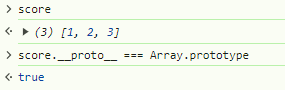 > score
<· ▶ (3) [1, 2, 3]
> score.__proto__ === Array.prototype
<· true